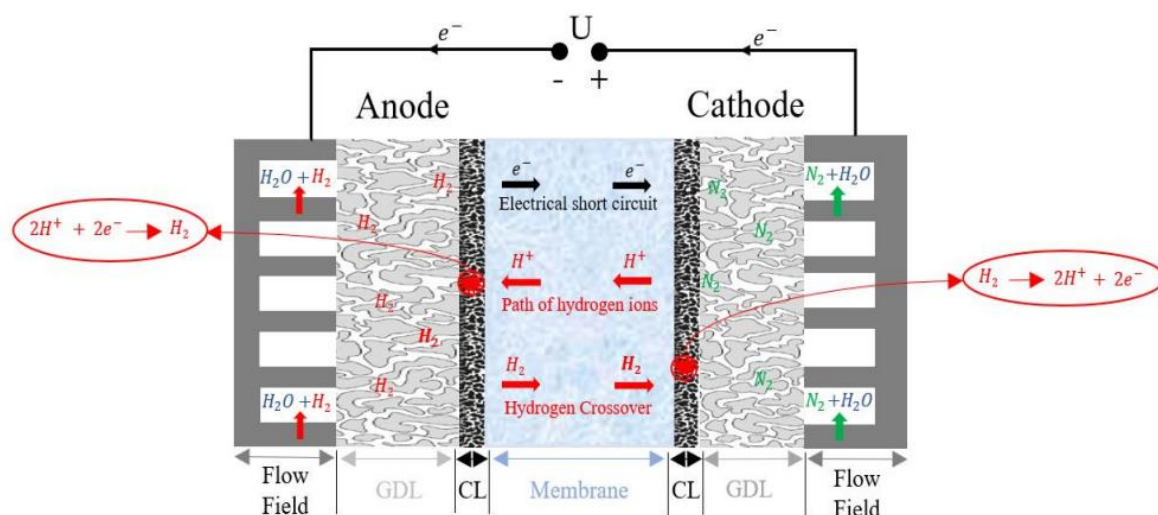 e⁻ U e⁻
- +
Anode Cathode
H₂O + H₂ H₂ e⁻ e⁻ N₂ N₂+H₂O
Electrical short circuit
2H⁺ + 2e⁻ → H₂ H₂ N₂
H⁺ H⁺ N₂ H₂ → 2H⁺ + 2e⁻
H₂ Path of hydrogen ions
H₂
H₂ H₂ H₂ N₂
H₂O + H₂ Hydrogen Crossover N₂+H₂O
Flow GDL CL Membrane CL GDL Flow
Field Field